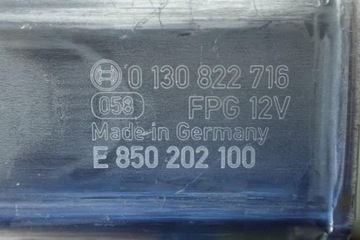 0 130 822 716
058 FPG 12V
Made in Germany
E 850 202 100